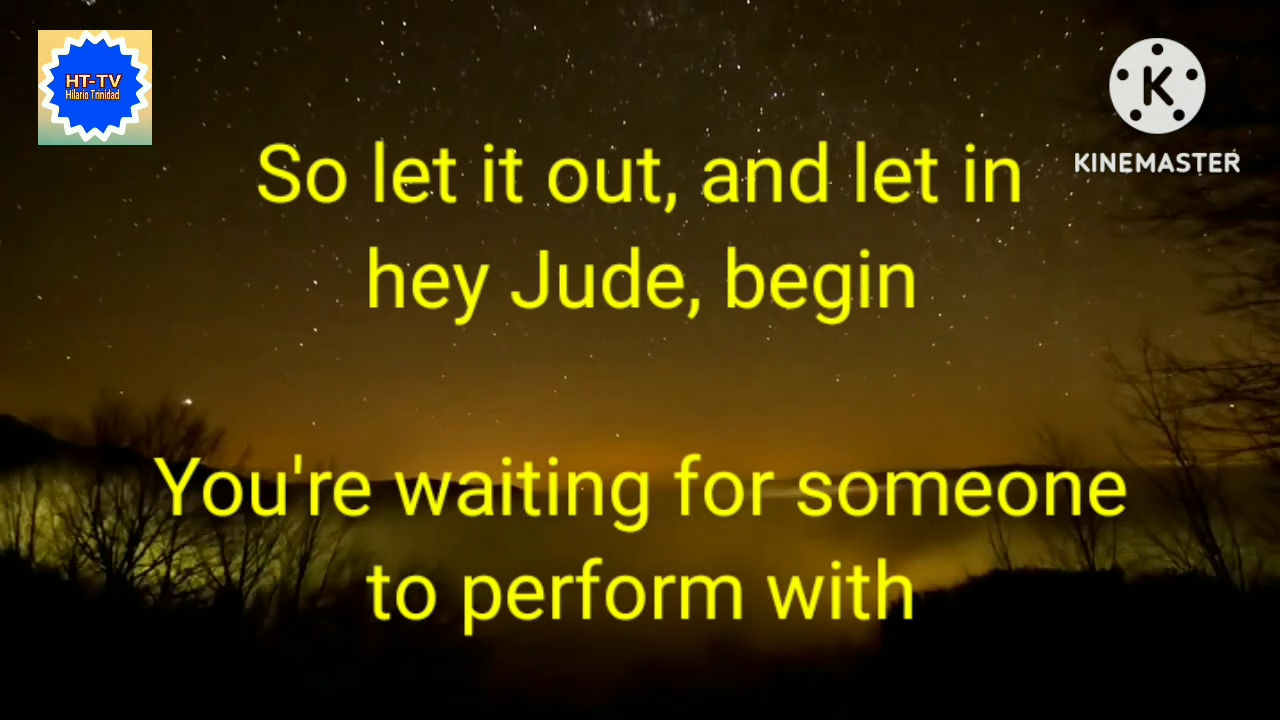 HT-TV
Hilario Trinidad
K
KINEMASTER
So let it out, and let in
hey Jude, begin
You're waiting for someone
to perform with